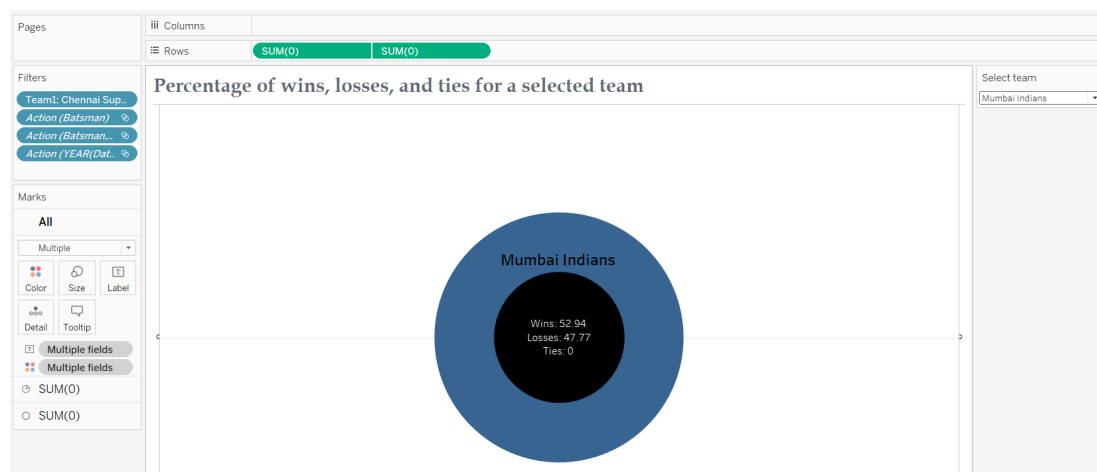 Pages
iii Columns
Rows
SUM(0)
SUM(0)
Filters
Team1: Chennai Sup..
Action (Batsman)
Action (Batsman,..
Action (YEAR(Dat..
Marks
All
Multiple
Color
Size
Label
Detail
Tooltip
Multiple fields
Multiple fields
SUM(0)
SUM(0)
Percentage of wins, losses, and ties for a selected team
Mumbai Indians
Wins: 52.94
Losses: 47.77
Ties: 0
Select team
Mumbai Indians